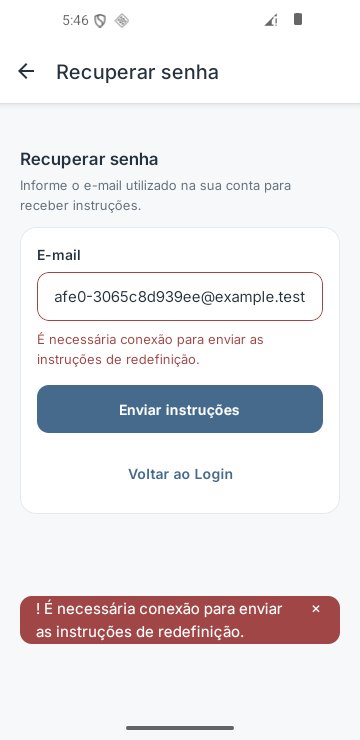 5:46
Recuperar senha
Recuperar senha
Informe o e-mail utilizado na sua conta para
receber instruções.
E-mail
afe0-3065c8d939ee@example.test
É necessária conexão para enviar as
instruções de redefinição.
Enviar instruções
Voltar ao Login
! É necessária conexão para enviar
as instruções de redefinição.
×